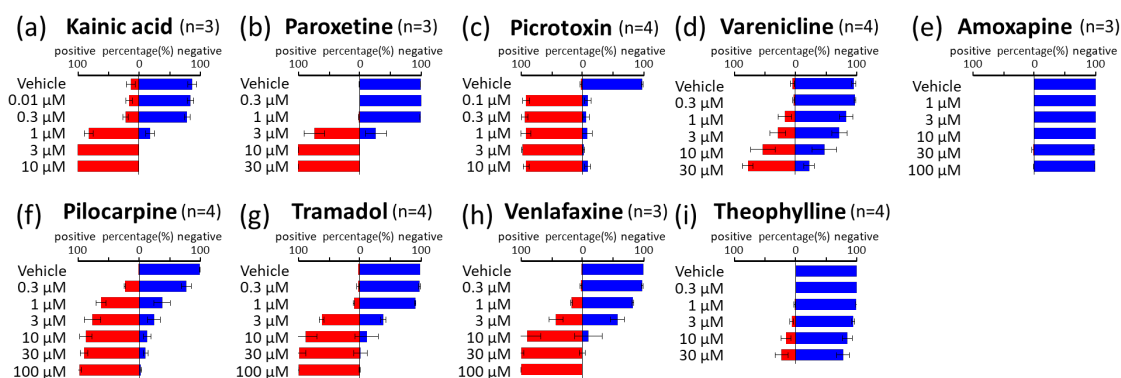 (a) Kainic acid (n=3)
positive percentage(%) negative
100 0 100
Vehicle
0.01 µM
0.3 µM
1 µM
3 µM
10 µM
(b) Paroxetine (n=3)
positive percentage(%) negative
100 0 100
Vehicle
0.3 µM
1 µM
3 µM
10 µM
30 µM
(c) Picrotoxin (n=4)
positive percentage(%) negative
100 0 100
Vehicle
0.1 µM
0.3 µM
1 µM
3 µM
10 µM
(d) Varenicline (n=4)
positive percentage(%) negative
100 0 100
Vehicle
0.3 µM
1 µM
3 µM
10 µM
30 µM
(e) Amoxapine (n=3)
positive percentage(%) negative
100 0 100
Vehicle
1 µM
3 µM
10 µM
30 µM
100 µM
(f) Pilocarpine (n=4)
positive percentage(%) negative
100 0 100
Vehicle
0.3 µM
1 µM
3 µM
10 µM
30 µM
100 µM
(g) Tramadol (n=4)
positive percentage(%) negative
100 0 100
Vehicle
0.3 µM
1 µM
3 µM
10 µM
30 µM
100 µM
(h) Venlafaxine (n=3)
positive percentage(%) negative
100 0 100
Vehicle
0.3 µM
1 µM
3 µM
10 µM
30 µM
100 µM
(i) Theophylline (n=4)
positive percentage(%) negative
100 0 100
Vehicle
0.3 µM
1 µM
3 µM
10 µM
30 µM